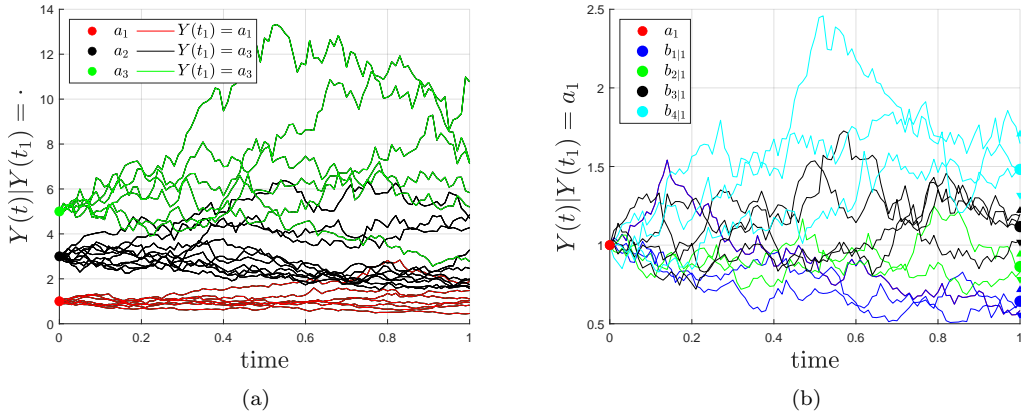 14
12
10
8
6
4
2
0
Y(t)|Y(t₁) = ·
a₁ Y(t₁) = a₁
a₂ Y(t₁) = a₃
a₃ Y(t₁) = a₃
0 0.2 0.4 0.6 0.8 1
time
(a)
2.5
2
1.5
1
0.5
Y(t)|Y(t₁) = a₁
a₁
b₁|₁
b₂|₁
b₃|₁
b₄|₁
0 0.2 0.4 0.6 0.8 1
time
(b)